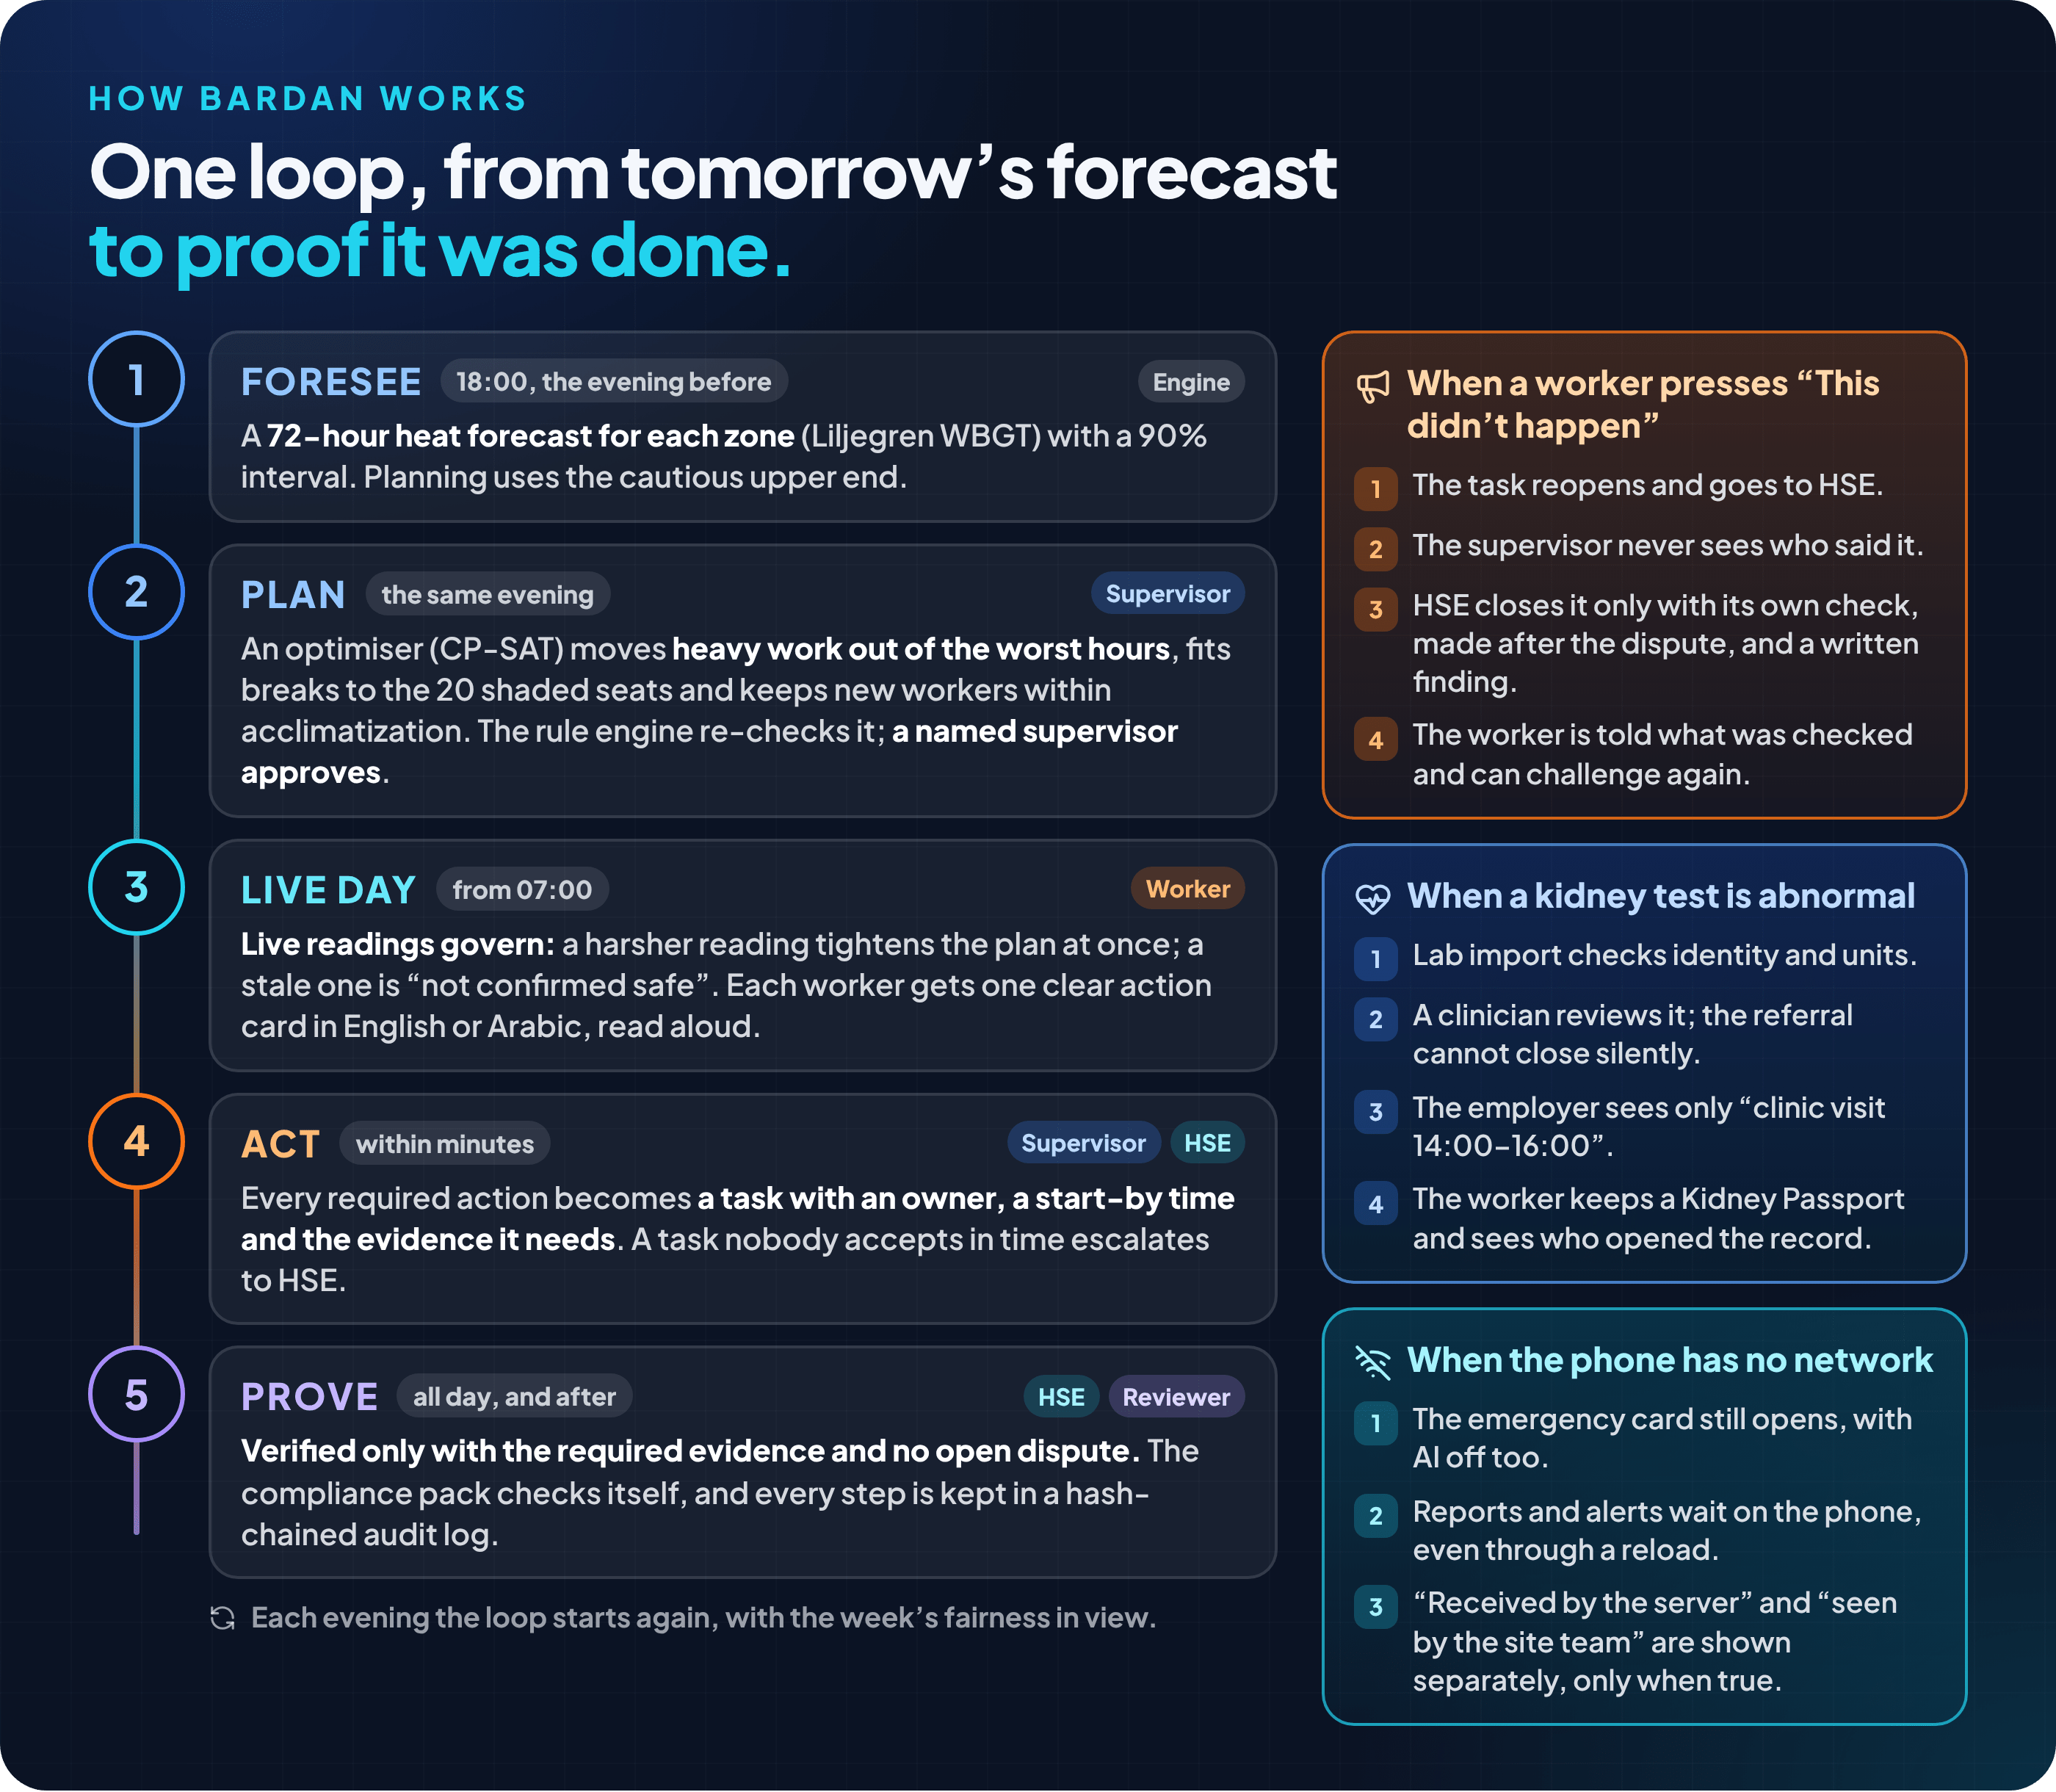 HOW BARDAN WORKS
One loop, from tomorrow’s forecast
to proof it was done.
1
FORESEE
18:00, the evening before
Engine
A 72-hour heat forecast for each zone (Liljegren WBGT) with a 90%
interval. Planning uses the cautious upper end.
2
PLAN
the same evening
Supervisor
An optimiser (CP-SAT) moves heavy work out of the worst hours, fits
breaks to the 20 shaded seats and keeps new workers within
acclimatization. The rule engine re-checks it; a named supervisor
approves.
3
LIVE DAY
from 07:00
Worker
Live readings govern: a harsher reading tightens the plan at once; a
stale one is “not confirmed safe”. Each worker gets one clear action
card in English or Arabic, read aloud.
4
ACT
within minutes
Supervisor
HSE
Every required action becomes a task with an owner, a start-by time
and the evidence it needs. A task nobody accepts in time escalates
to HSE.
5
PROVE
all day, and after
HSE
Reviewer
Verified only with the required evidence and no open dispute. The
compliance pack checks itself, and every step is kept in a hash-
chained audit log.
Each evening the loop starts again, with the week’s fairness in view.
When a worker presses “This
didn’t happen”
1 The task reopens and goes to HSE.
2 The supervisor never sees who said it.
3 HSE closes it only with its own check,
made after the dispute, and a written
finding.
4 The worker is told what was checked
and can challenge again.
When a kidney test is abnormal
1 Lab import checks identity and units.
2 A clinician reviews it; the referral
cannot close silently.
3 The employer sees only “clinic visit
14:00–16:00”.
4 The worker keeps a Kidney Passport
and sees who opened the record.
When the phone has no network
1 The emergency card still opens, with
AI off too.
2 Reports and alerts wait on the phone,
even through a reload.
3 “Received by the server” and “seen
by the site team” are shown
separately, only when true.